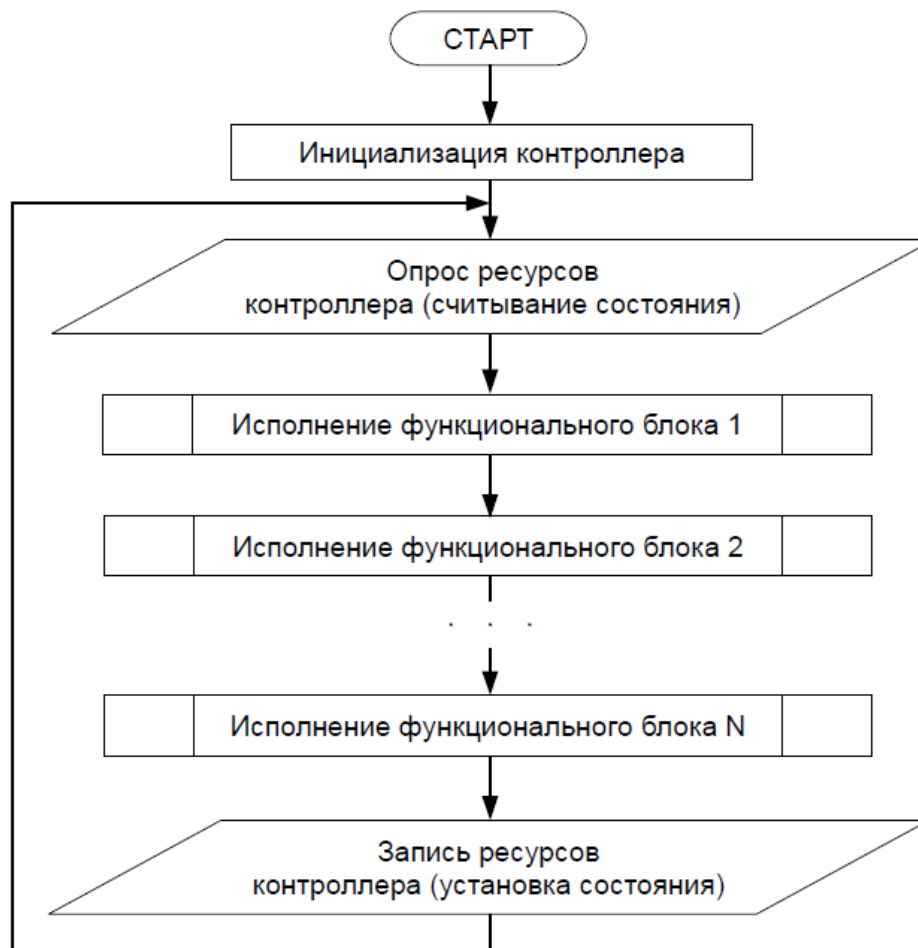 СТАРТ
Инициализация контроллера
Опрос ресурсов
контроллера (считывание состояния)
Исполнение функционального блока 1
Исполнение функционального блока 2
. . .
Исполнение функционального блока N
Запись ресурсов
контроллера (установка состояния)